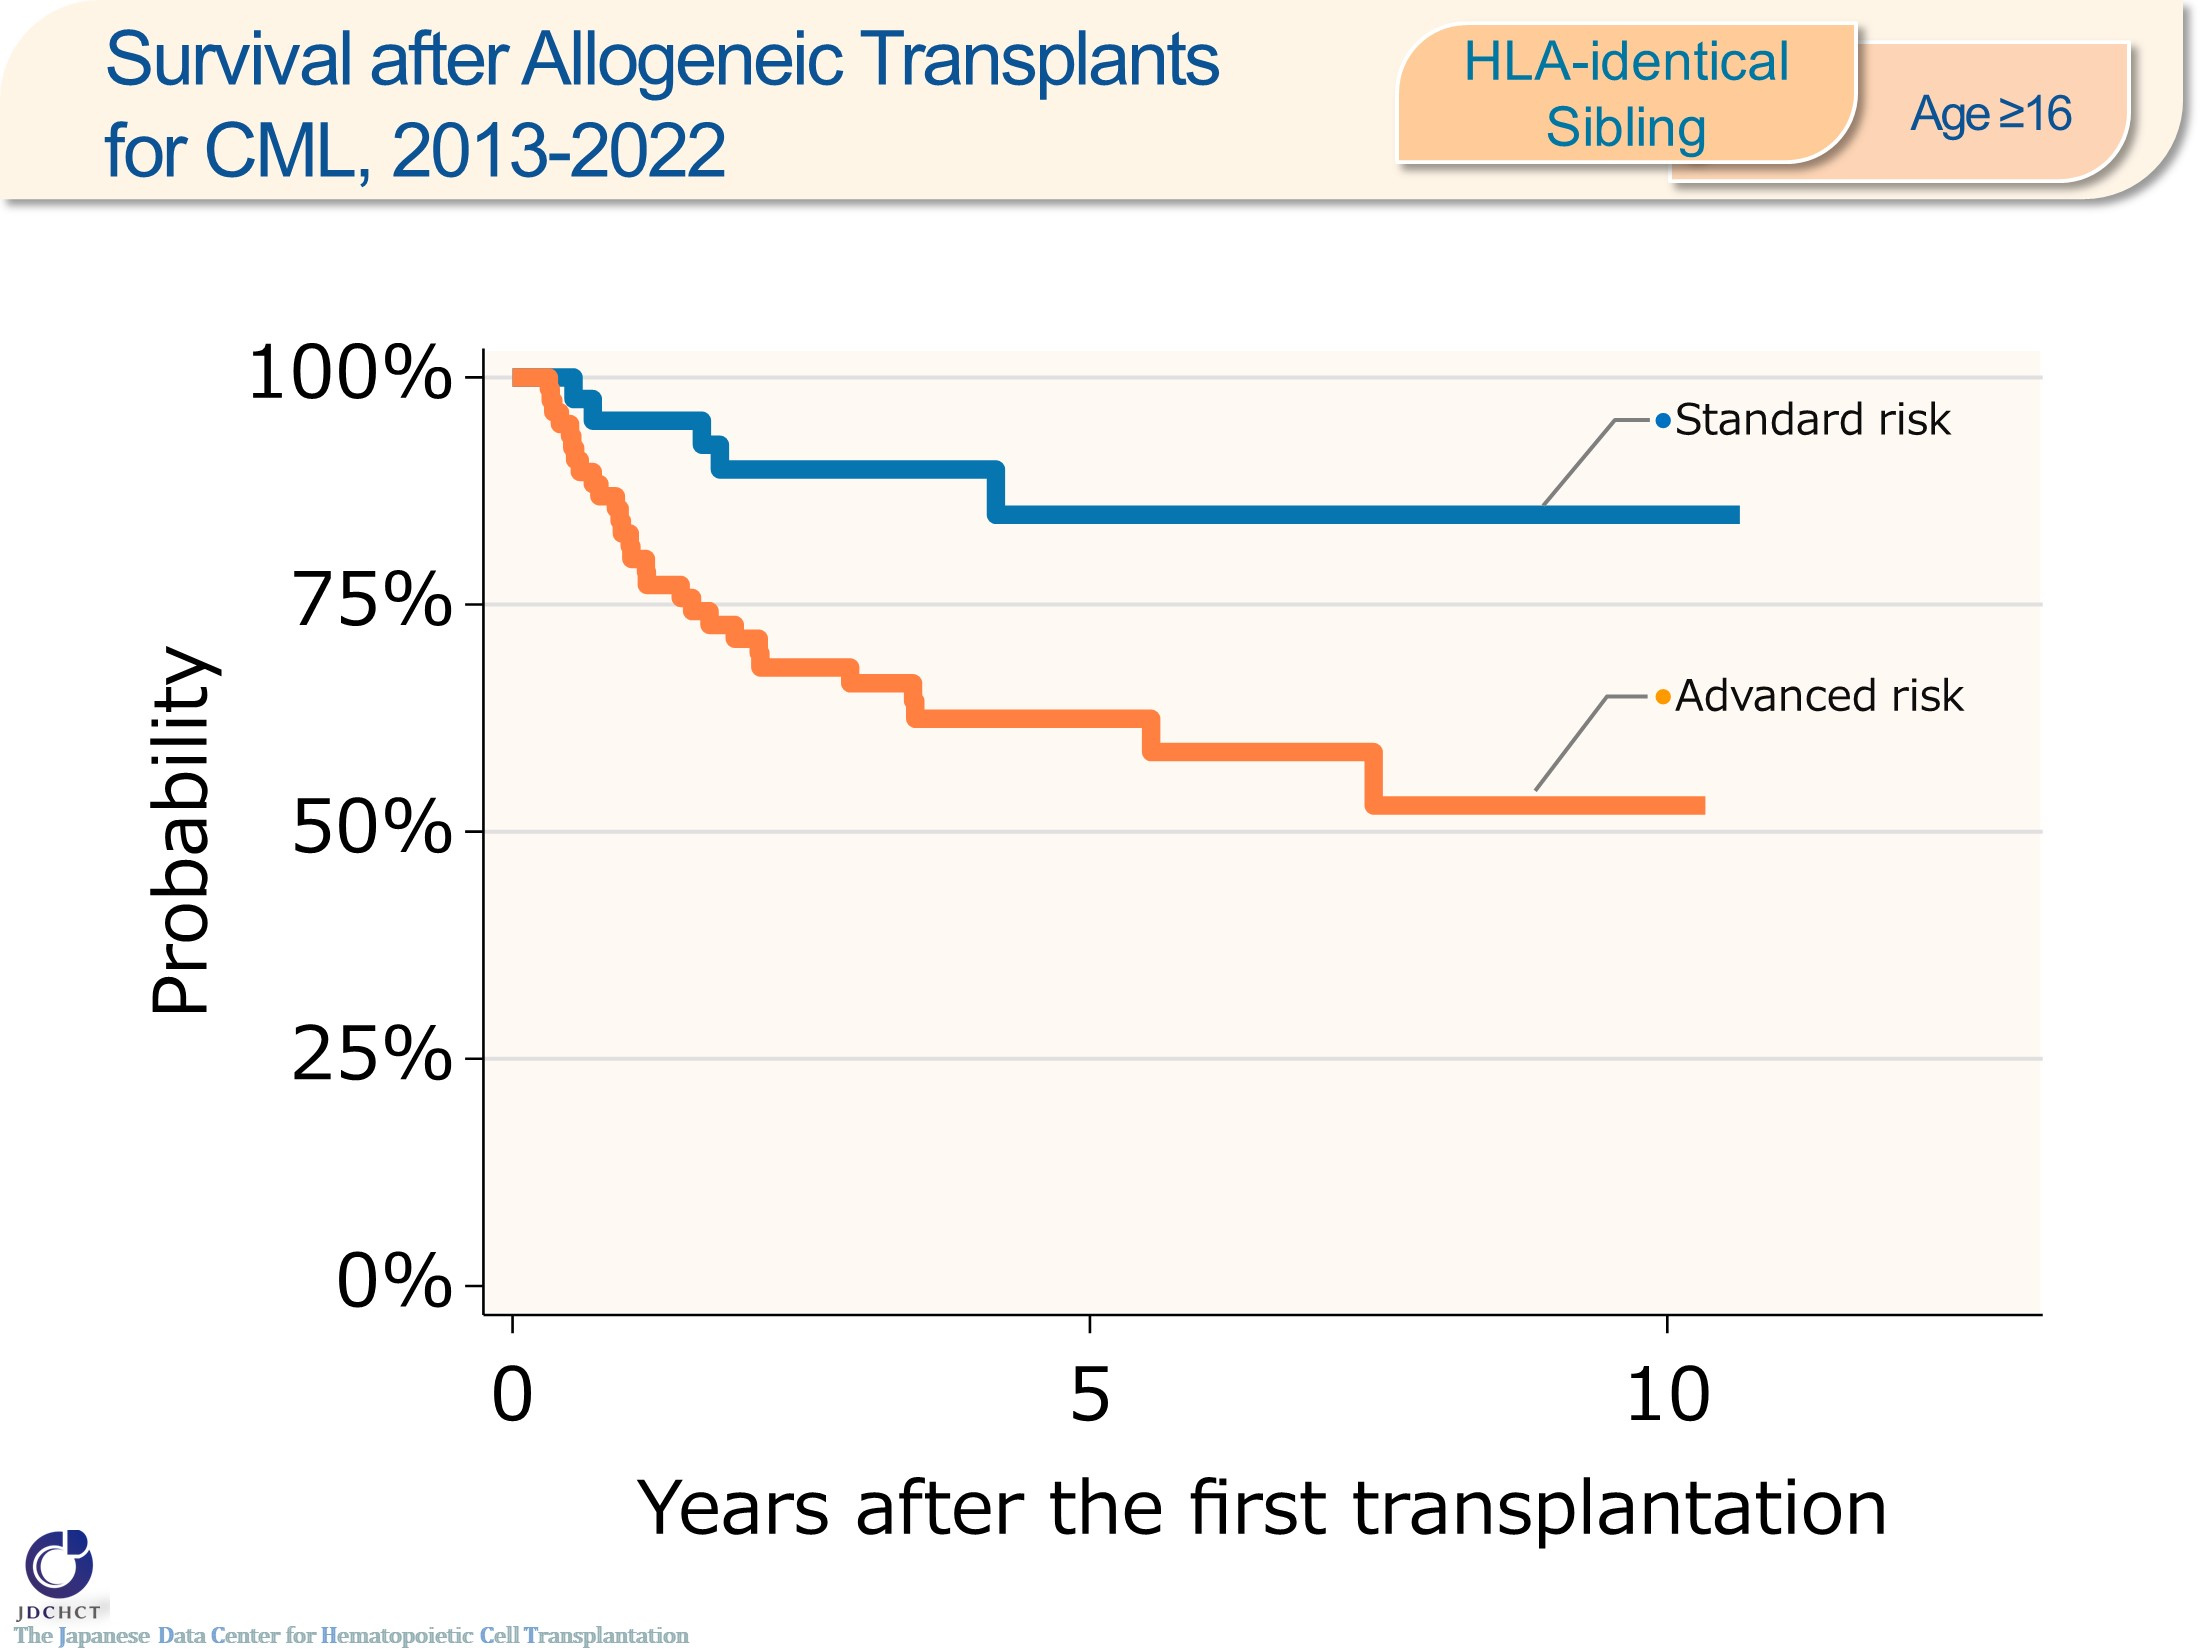 Survival after Allogeneic Transplants
for CML, 2013-2022
HLA-identical
Sibling
Age ≥16
100%
75%
50%
25%
0%
Probability
Standard risk
Advanced risk
0
5
10
Years after the first transplantation
JDCHCT
The Japanese Data Center for Hematopoietic Cell Transplantation